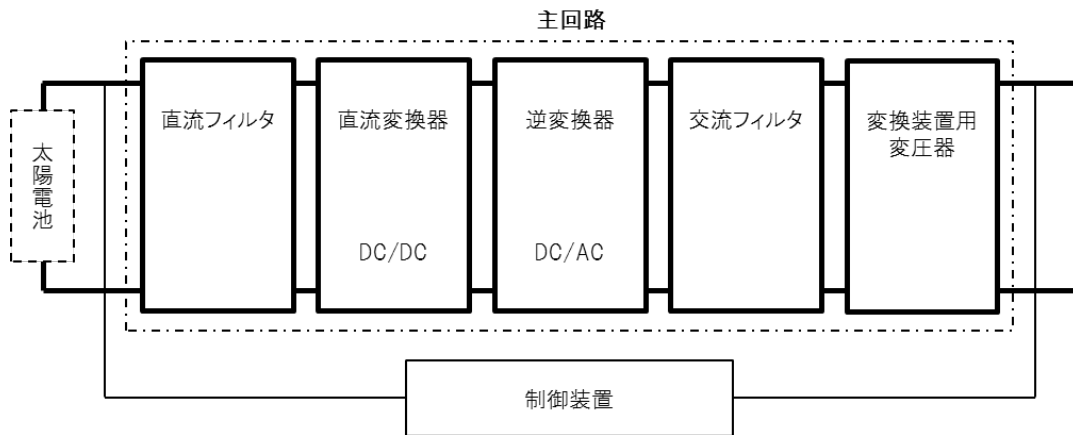 主回路
太陽電池
直流フィルタ
直流変換器
DC/DC
逆変換器
DC/AC
交流フィルタ
変換装置用
変圧器
制御装置